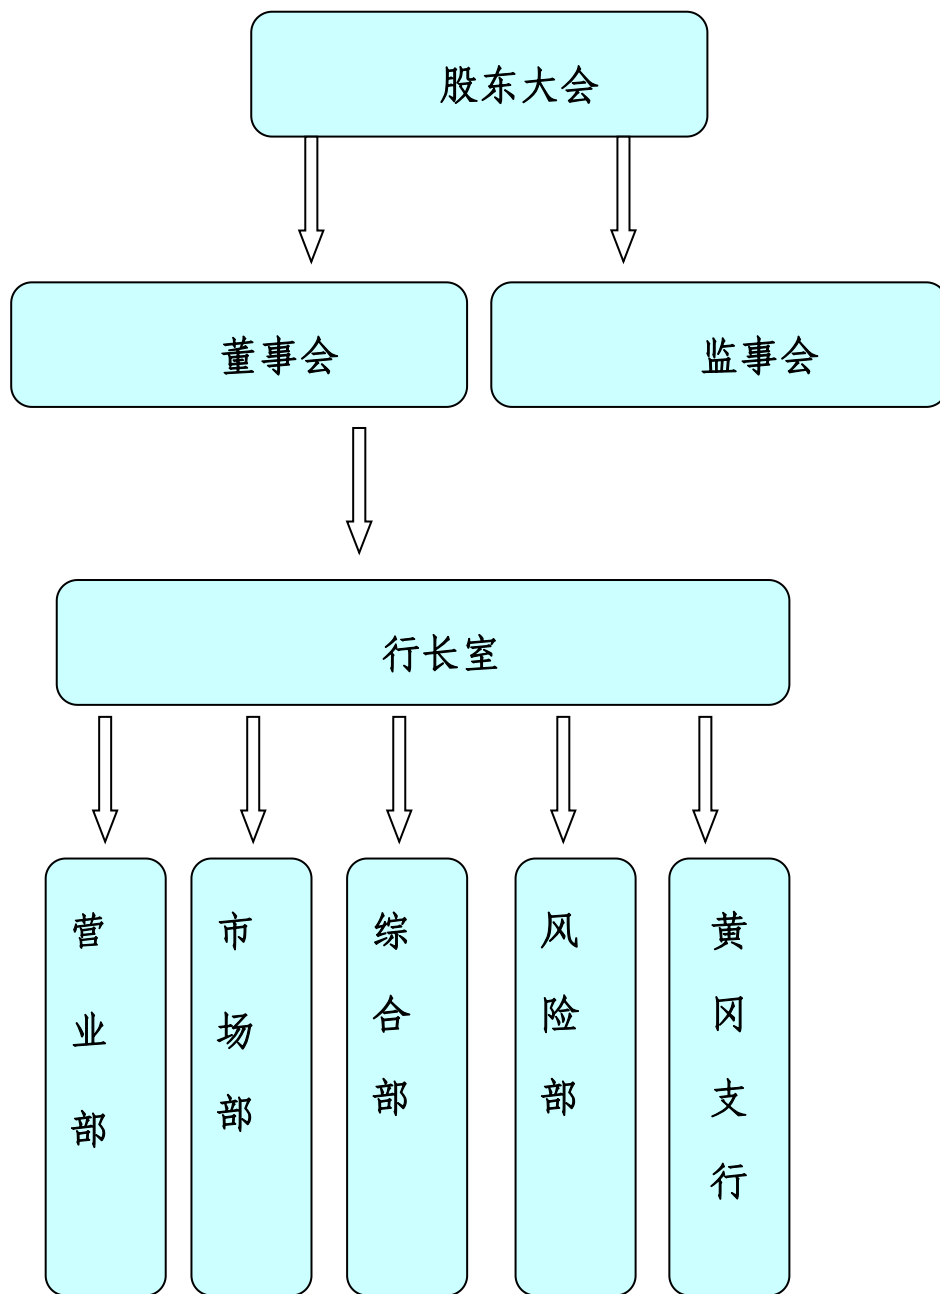 股东大会
董事会
监事会
行长室
营业部
市场部
综合部
风险部
黄冈支行